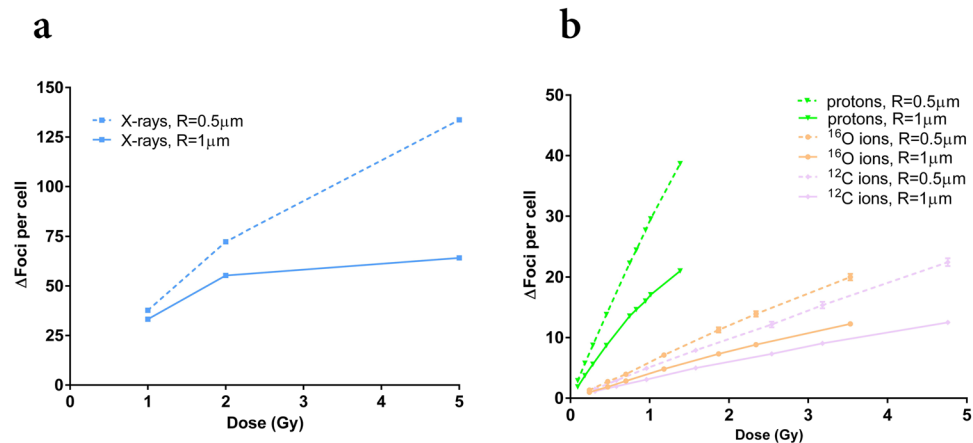 a
150
125
100
75
50
25
0
ΔFoci per cell
X-rays, R=0.5μm
X-rays, R=1μm
0 1 2 3 4 5
Dose (Gy)
b
50
40
30
20
10
0
ΔFoci per cell
protons, R=0.5μm
protons, R=1μm
¹⁶O ions, R=0.5μm
¹⁶O ions, R=1μm
¹²C ions, R=0.5μm
¹²C ions, R=1μm
0 1 2 3 4 5
Dose (Gy)